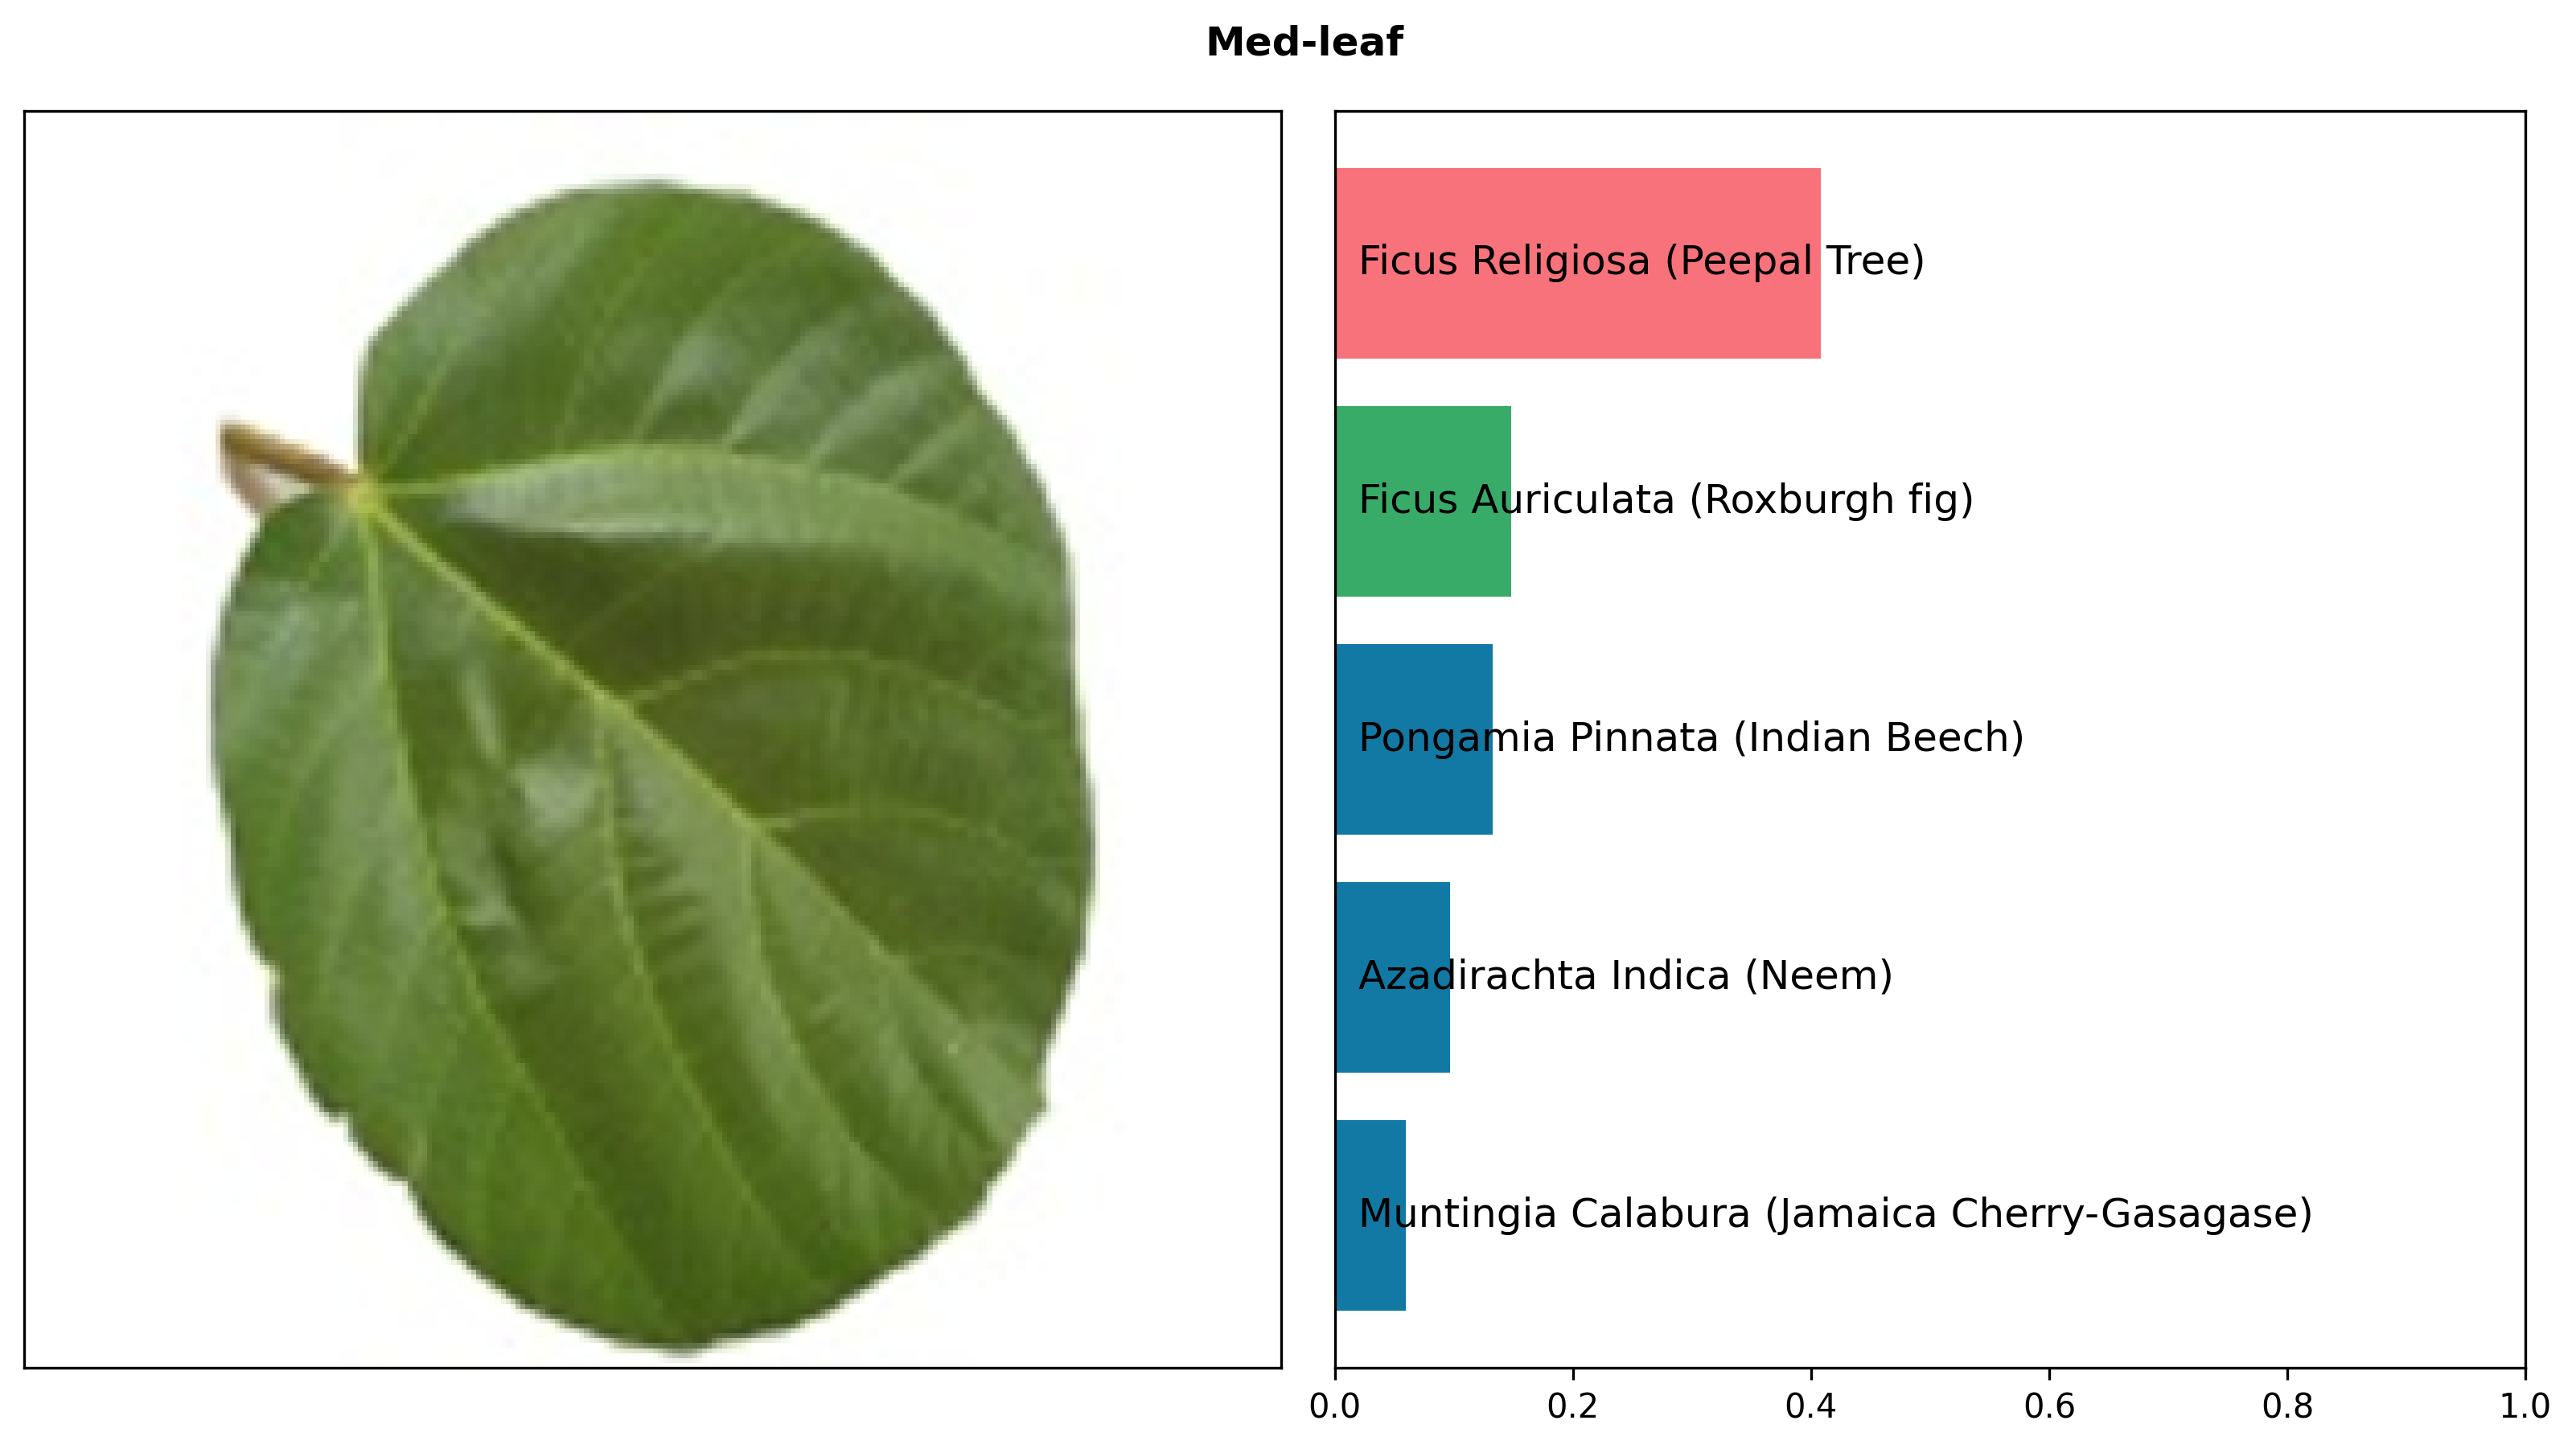 Med-leaf
Ficus Religiosa (Peepal Tree)
Ficus Auriculata (Roxburgh fig)
Pongamia Pinnata (Indian Beech)
Azadirachta Indica (Neem)
Muntingia Calabura (Jamaica Cherry-Gasagase)
0.0 0.2 0.4 0.6 0.8 1.0